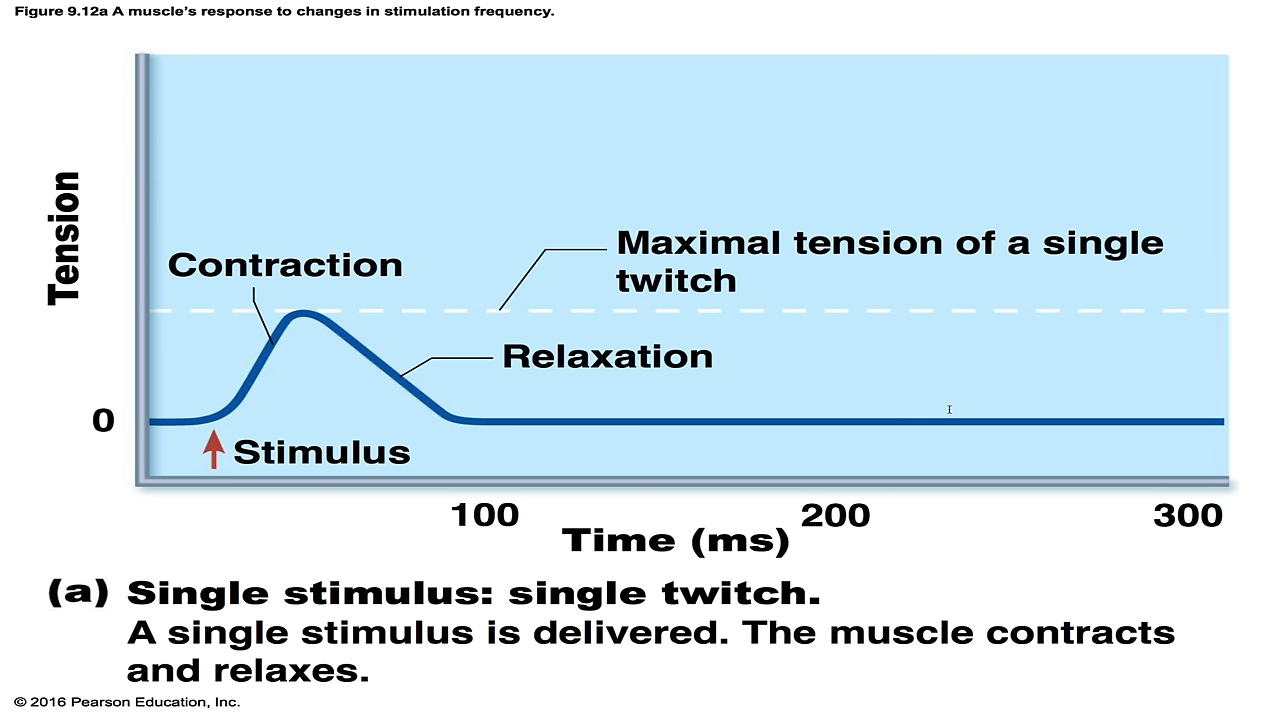 Figure 9.12a A muscle's response to changes in stimulation frequency.
Tension
Contraction
Maximal tension of a single
twitch
Relaxation
0
Stimulus
100
200
300
Time (ms)
(a) Single stimulus: single twitch.
A single stimulus is delivered. The muscle contracts
and relaxes.
© 2016 Pearson Education, Inc.